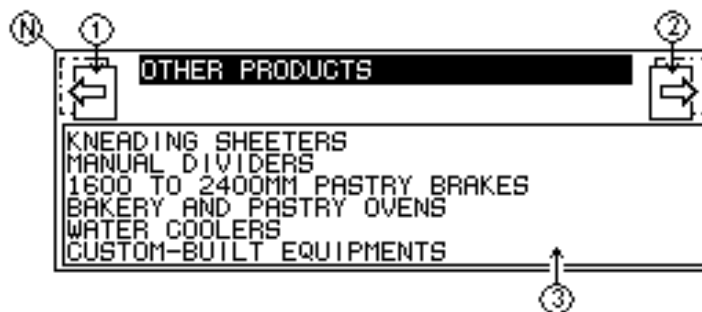 N 1 2
OTHER PRODUCTS
KNEADING SHEETERS
MANUAL DIVIDERS
1600 TO 2400MM PASTRY BRAKES
BAKERY AND PASTRY OVENS
WATER COOLERS
CUSTOM-BUILT EQUIPMENTS
3